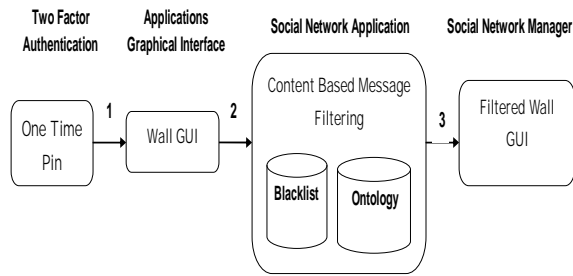 Two Factor
Authentication
Applications
Graphical Interface
Social Network Application
Social Network Manager
One Time
Pin
1
Wall GUI
2
Content Based Message
Filtering
Blacklist
Ontology
3
Filtered Wall
GUI